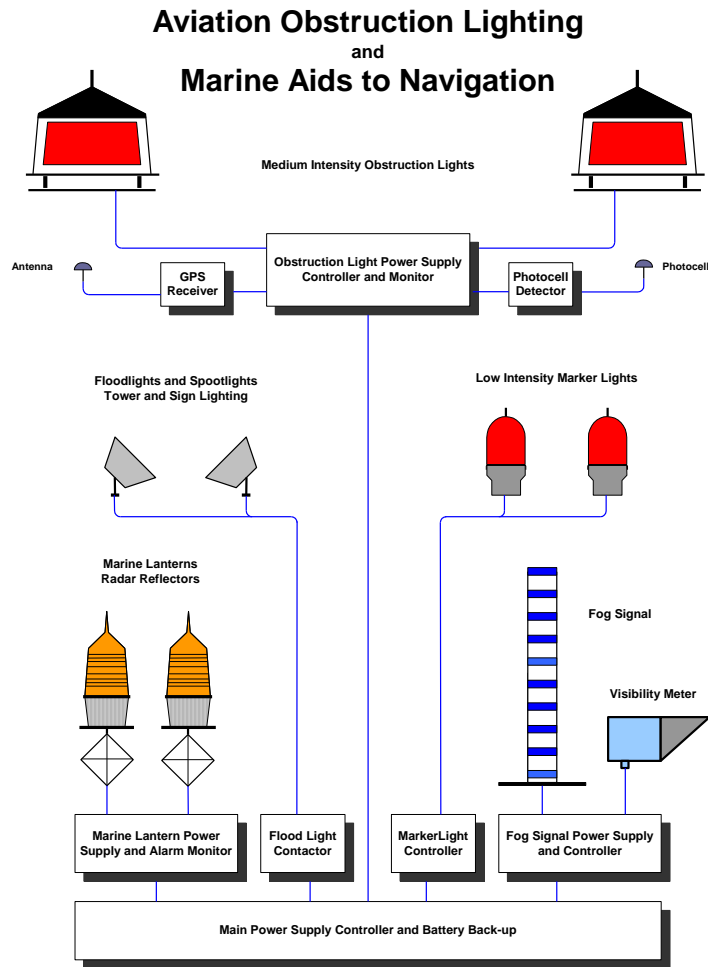 Aviation Obstruction Lighting
and
Marine Aids to Navigation
Medium Intensity Obstruction Lights
Antenna
GPS
Receiver
Obstruction Light Power Supply
Controller and Monitor
Photocell
Detector
Photocell
Floodlights and Spootlights
Tower and Sign Lighting
Low Intensity Marker Lights
Marine Lanterns
Radar Reflectors
Fog Signal
Visibility Meter
Marine Lantern Power
Supply and Alarm Monitor
Flood Light
Contactor
MarkerLight
Controller
Fog Signal Power Supply
and Controller
Main Power Supply Controller and Battery Back-up